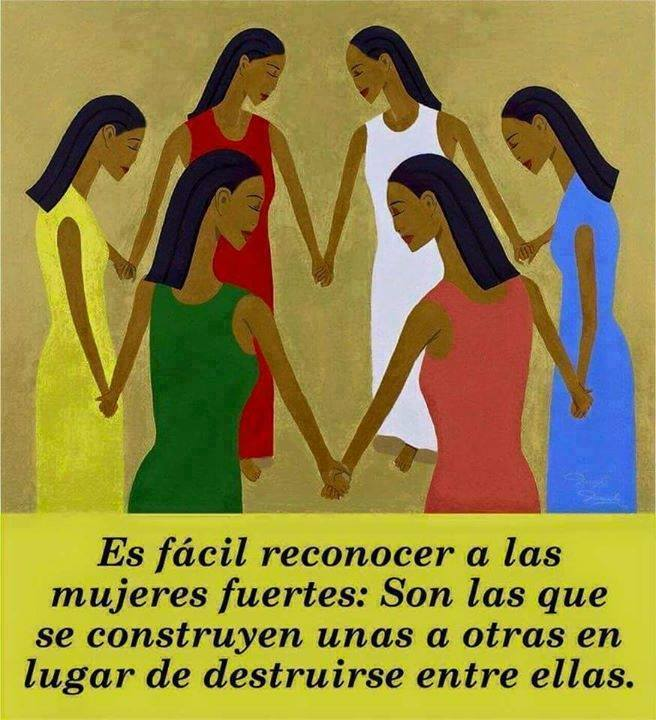 Es fácil reconocer a las
mujeres fuertes: Son las que
se construyen unas a otras en
lugar de destruirse entre ellas.